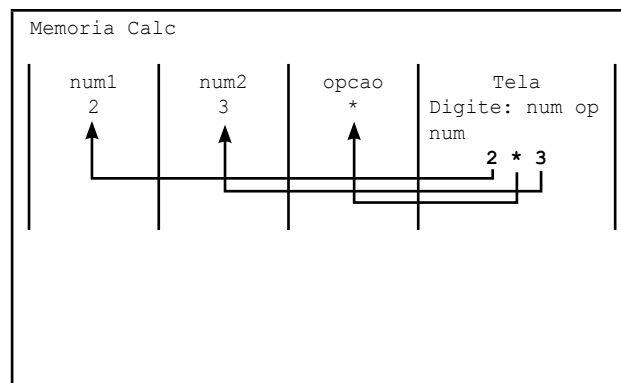 Memoria Calc
num1
2
num2
3
opcao
*
Tela
Digite: num op
num
2 * 3